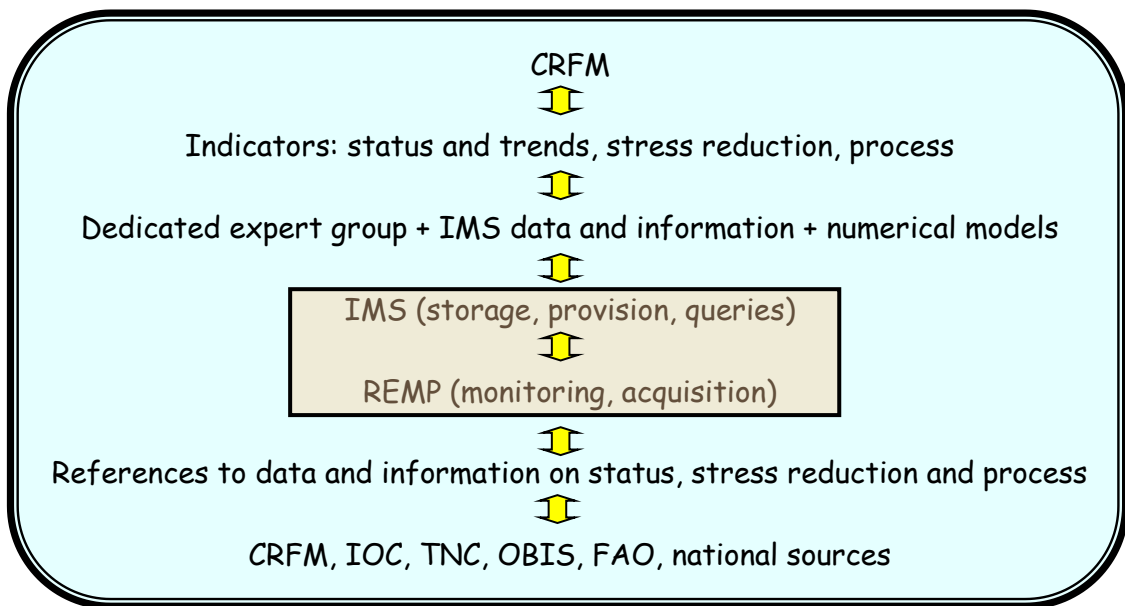 CRFM
Indicators: status and trends, stress reduction, process
Dedicated expert group + IMS data and information + numerical models
IMS (storage, provision, queries)
REMP (monitoring, acquisition)
References to data and information on status, stress reduction and process
CRFM, IOC, TNC, OBIS, FAO, national sources